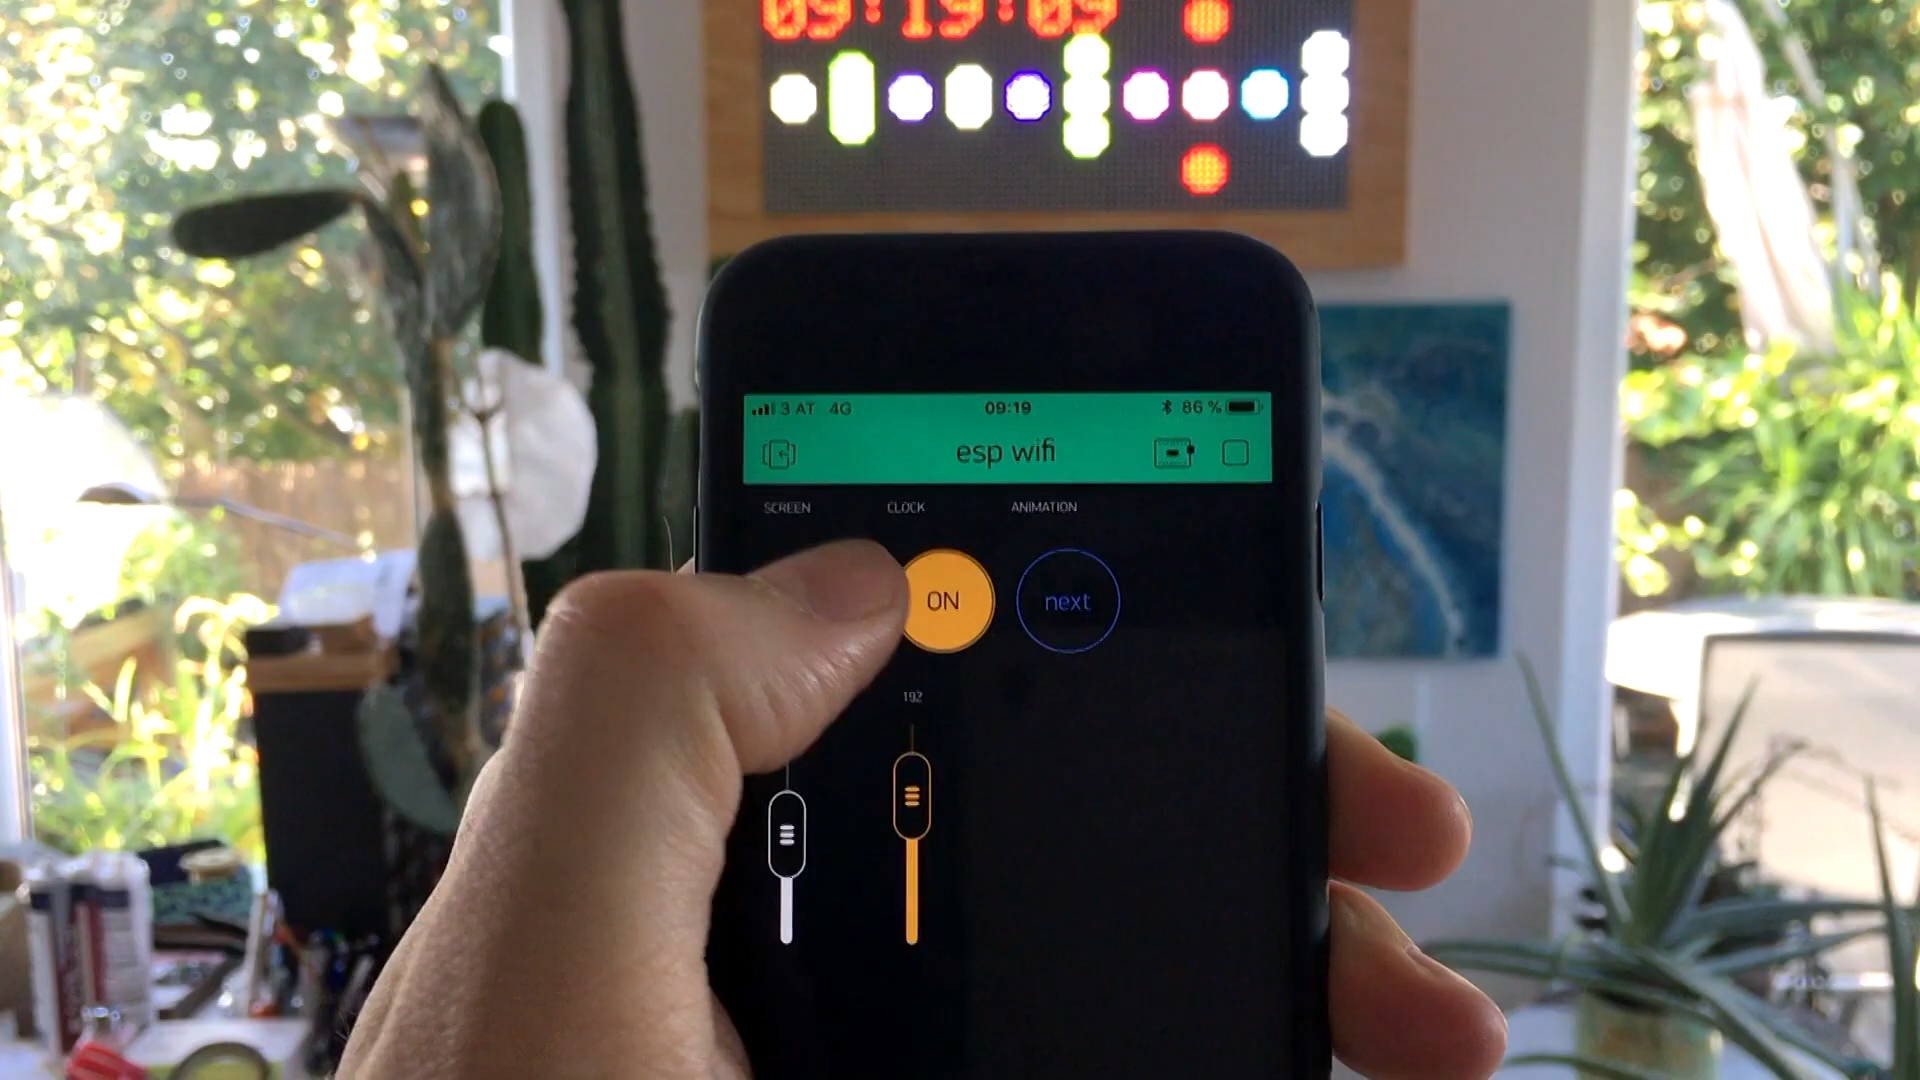 09:19:09
3 AT 4G 09:19 86 %
esp wifi
SCREEN CLOCK ANIMATION
ON next
192